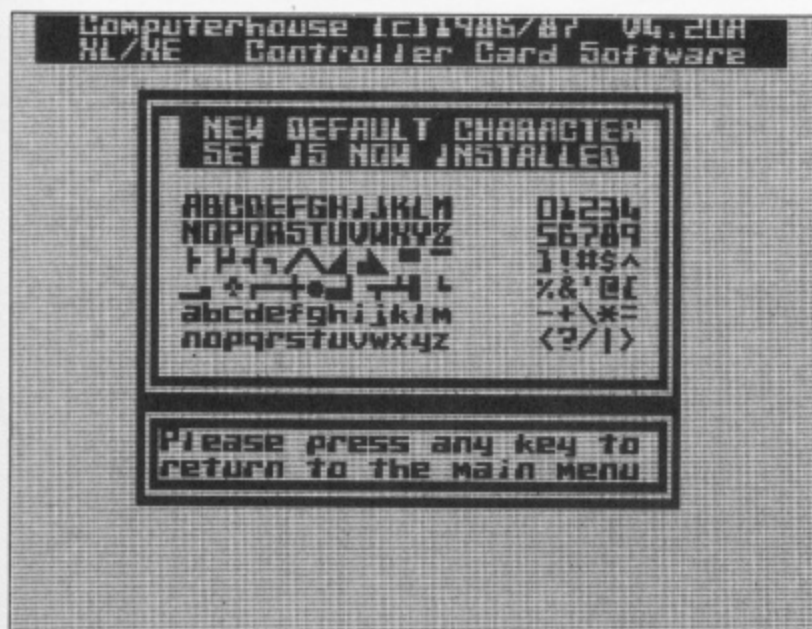 Computerhouse [c]1986/87 V4.20A
XL/XE Controller Card Software
NEW DEFAULT CHARACTER
SET IS NOW INSTALLED
ABCDEFGHIJKLM 01234
NOPQRSTUVWXYZ 56789
]!#$^
%&'@£
abcdefghijklm -+\*=
nopqrstuvwxyz <?/|>
Please press any key to
return to the main menu